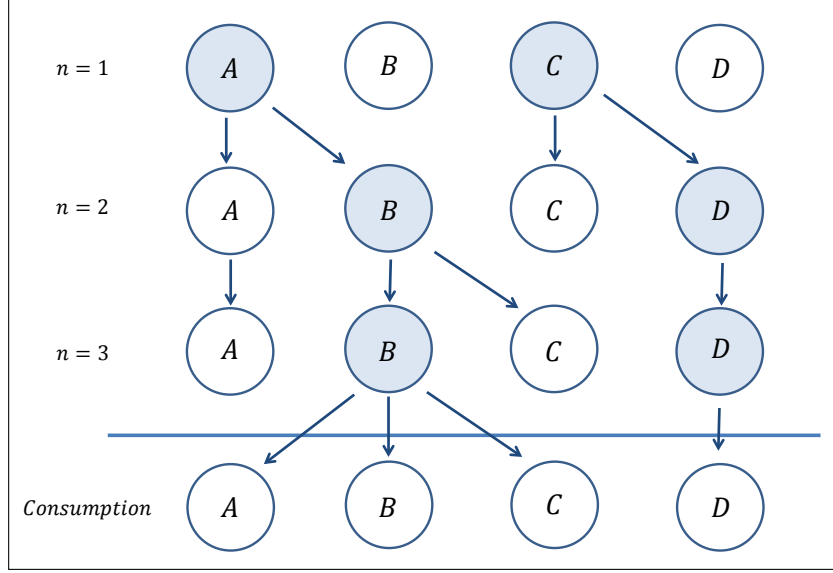 n = 1 A B C D
n = 2 A B C D
n = 3 A B C D
Consumption A B C D